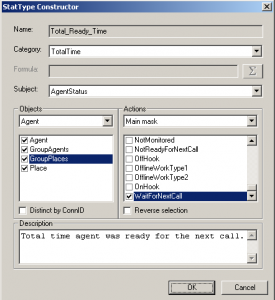 StatType Constructor
Name: Total_Ready_Time
Category: TotalTime
Formula: Σ
Subject: AgentStatus
Objects
Agent
Agent
GroupAgents
GroupPlaces
Place
Distinct by ConnID
Actions
Main mask
NotMonitored
NotReadyForNextCall
OffHook
OfflineWorkType1
OfflineWorkType2
OnHook
WaitForNextCall
Reverse selection
Description
Total time agent was ready for the next call.
OK Cancel